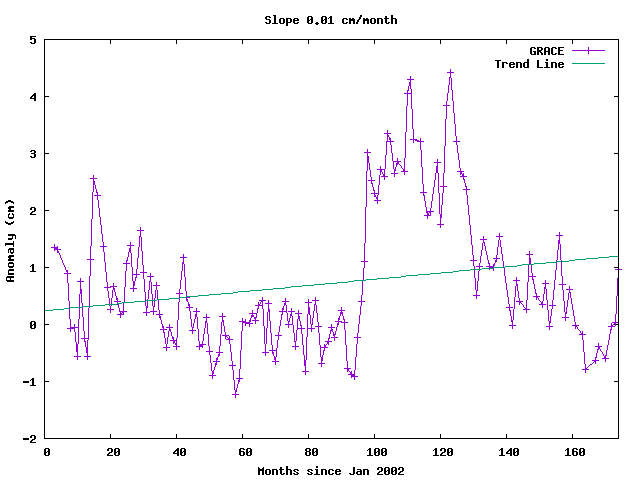 Slope 0.01 cm/month
GRACE
Trend Line
Anomaly (cm)
5
4
3
2
1
0
-1
-2
0 20 40 60 80 100 120 140 160
Months since Jan 2002